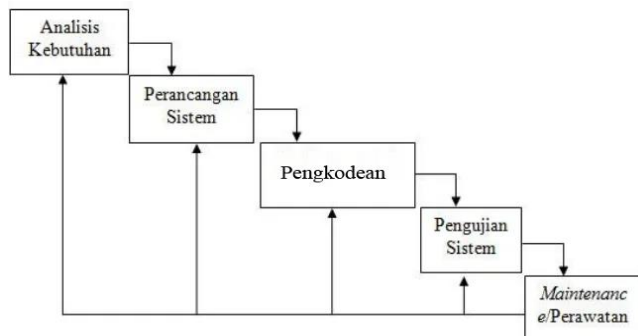 Analisis
Kebutuhan
Perancangan
Sistem
Pengkodean
Pengujian
Sistem
Maintenanc
e/Perawatan